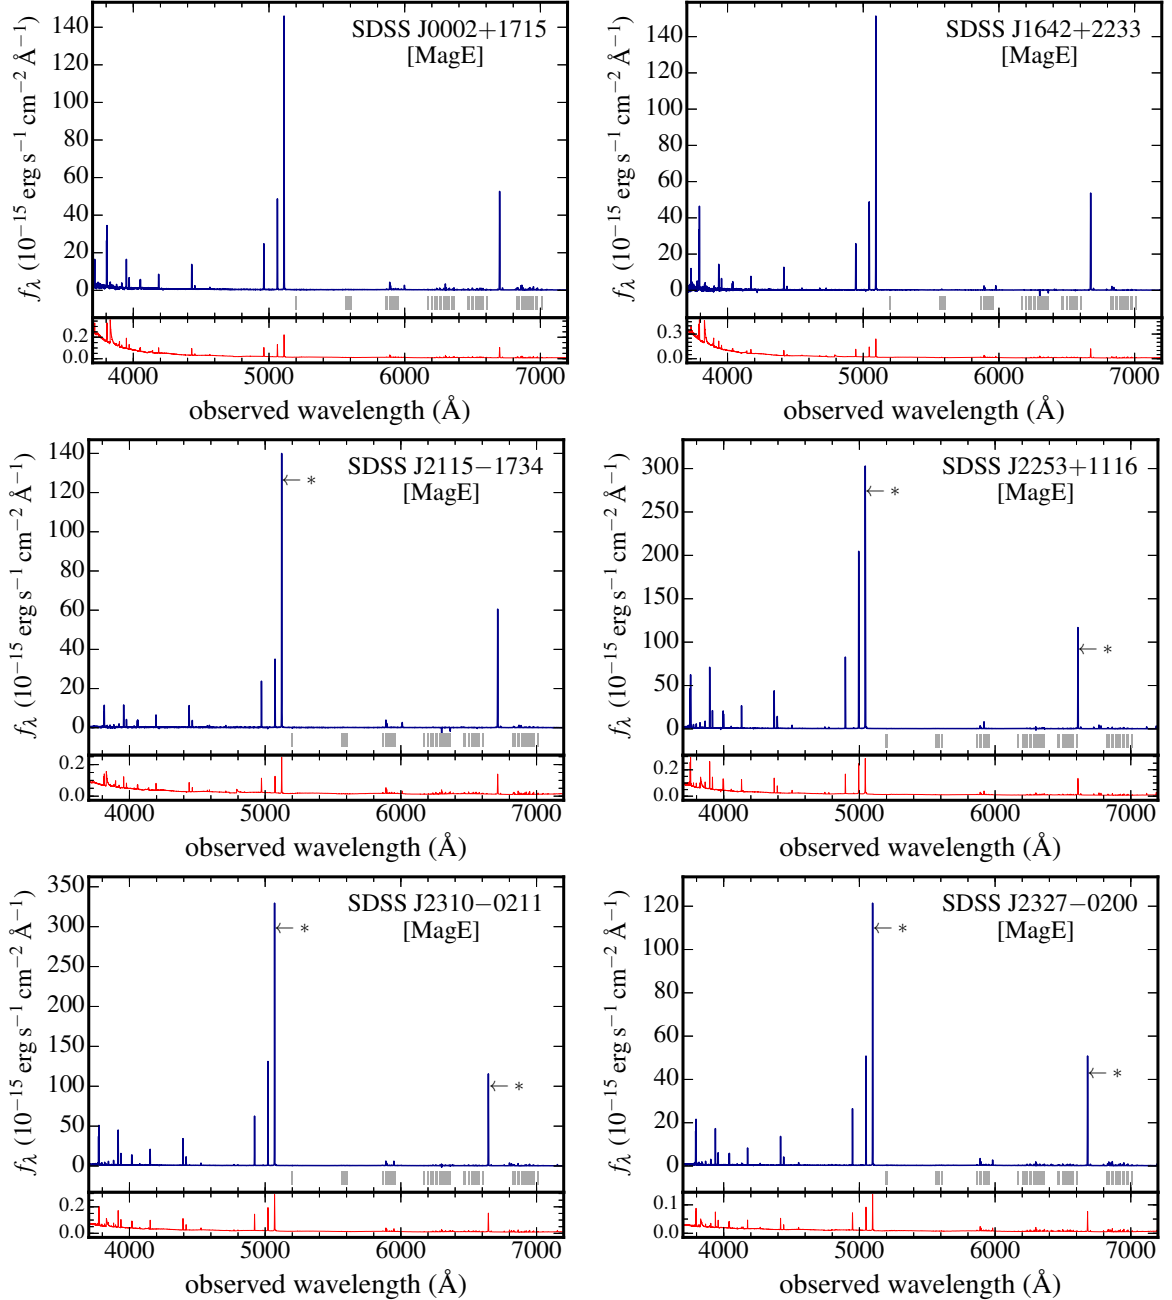 SDSS J0002+1715
[MagE]
f_λ (10⁻¹⁵ erg s⁻¹ cm⁻² Å⁻¹)
140
120
100
80
60
40
20
0
0.2
0.0
4000 5000 6000 7000
observed wavelength (Å)
SDSS J1642+2233
[MagE]
f_λ (10⁻¹⁵ erg s⁻¹ cm⁻² Å⁻¹)
140
120
100
80
60
40
20
0
0.3
0.0
4000 5000 6000 7000
observed wavelength (Å)
SDSS J2115−1734
[MagE]
← *
f_λ (10⁻¹⁵ erg s⁻¹ cm⁻² Å⁻¹)
140
120
100
80
60
40
20
0
0.2
0.0
4000 5000 6000 7000
observed wavelength (Å)
SDSS J2253+1116
[MagE]
← *
← *
f_λ (10⁻¹⁵ erg s⁻¹ cm⁻² Å⁻¹)
300
250
200
150
100
50
0
0.2
0.0
4000 5000 6000 7000
observed wavelength (Å)
SDSS J2310−0211
[MagE]
← *
← *
f_λ (10⁻¹⁵ erg s⁻¹ cm⁻² Å⁻¹)
350
300
250
200
150
100
50
0
0.2
0.0
4000 5000 6000 7000
observed wavelength (Å)
SDSS J2327−0200
[MagE]
← *
← *
f_λ (10⁻¹⁵ erg s⁻¹ cm⁻² Å⁻¹)
120
100
80
60
40
20
0
0.1
0.0
4000 5000 6000 7000
observed wavelength (Å)